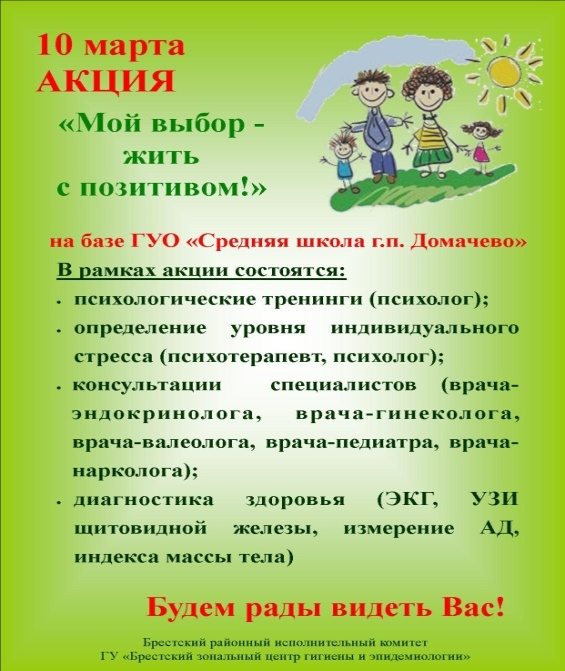 10 марта
АКЦИЯ
«Мой выбор -
жить
с позитивом!»
на базе ГУО «Средняя школа г.п. Домачево»
В рамках акции состоятся:
• психологические тренинги (психолог);
• определение уровня индивидуального
стресса (психотерапевт, психолог);
• консультации специалистов (врача-
эндокринолога, врача-гинеколога,
врача-валеолога, врача-педиатра, врача-
нарколога);
• диагностика здоровья (ЭКГ, УЗИ
щитовидной железы, измерение АД,
индекса массы тела)
Будем рады видеть Вас!
Брестский районный исполнительный комитет
ГУ «Брестский зональный центр гигиены и эпидемиологии»